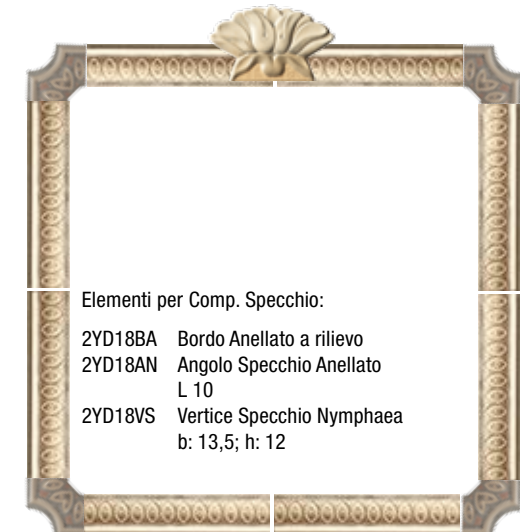 Elementi per Comp. Specchio:
2YD18BA Bordo Anellato a rilievo
2YD18AN Angolo Specchio Anellato
L 10
2YD18VS Vertice Specchio Nymphaea
b: 13,5; h: 12